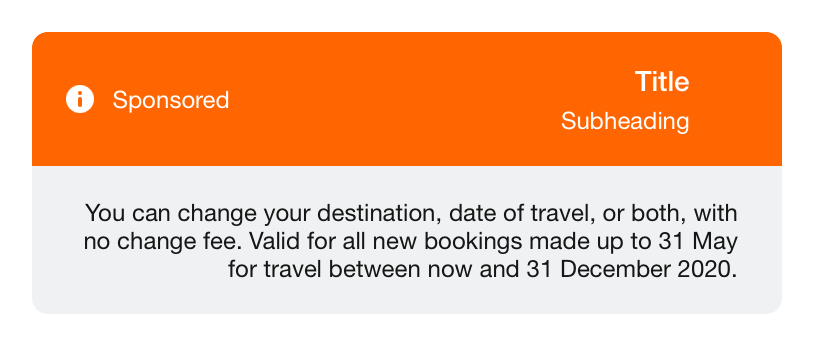 Sponsored
Title
Subheading
You can change your destination, date of travel, or both, with
no change fee. Valid for all new bookings made up to 31 May
for travel between now and 31 December 2020.